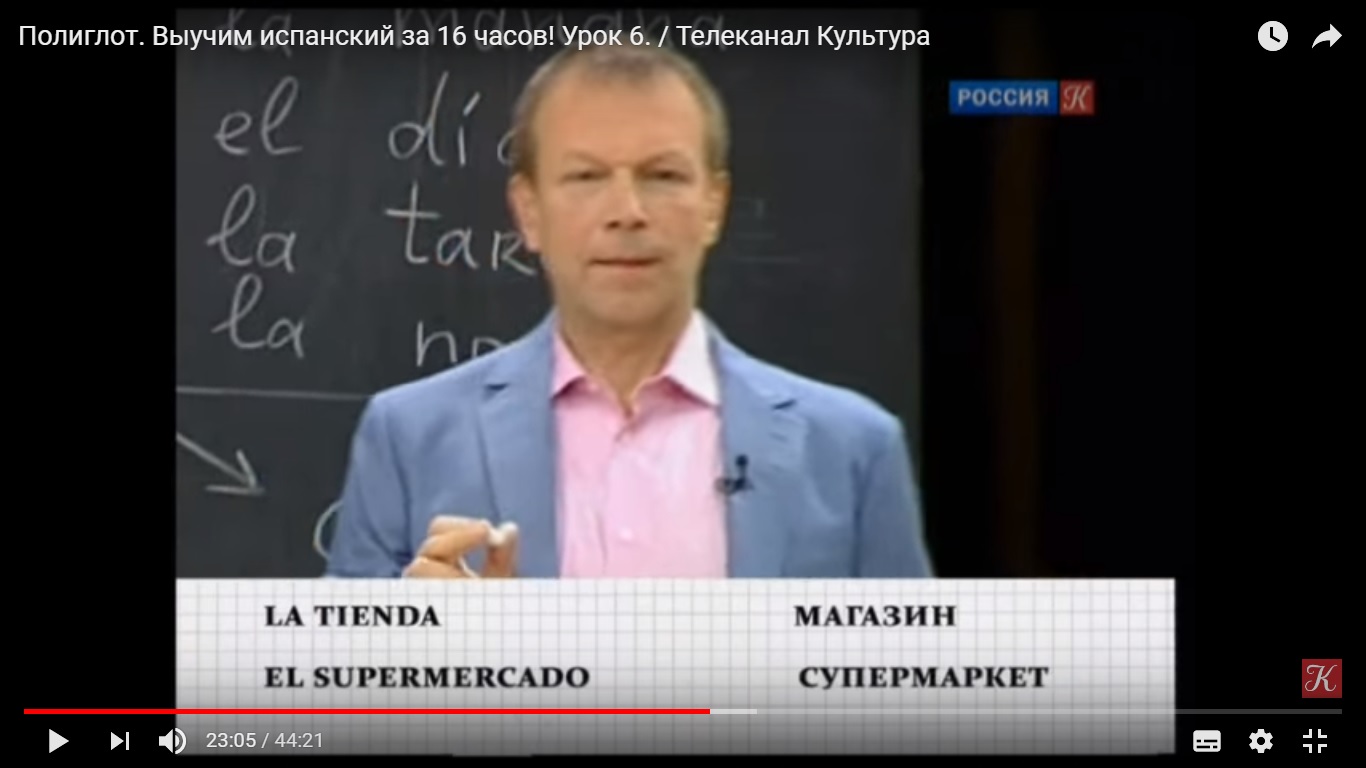 Полиглот. Выучим испанский за 16 часов! Урок 6. / Телеканал Культура
РОССИЯ К
el
la
la
LA TIENDA МАГАЗИН
EL SUPERMERCADO СУПЕРМАРКЕТ
К
23:05 / 44:21